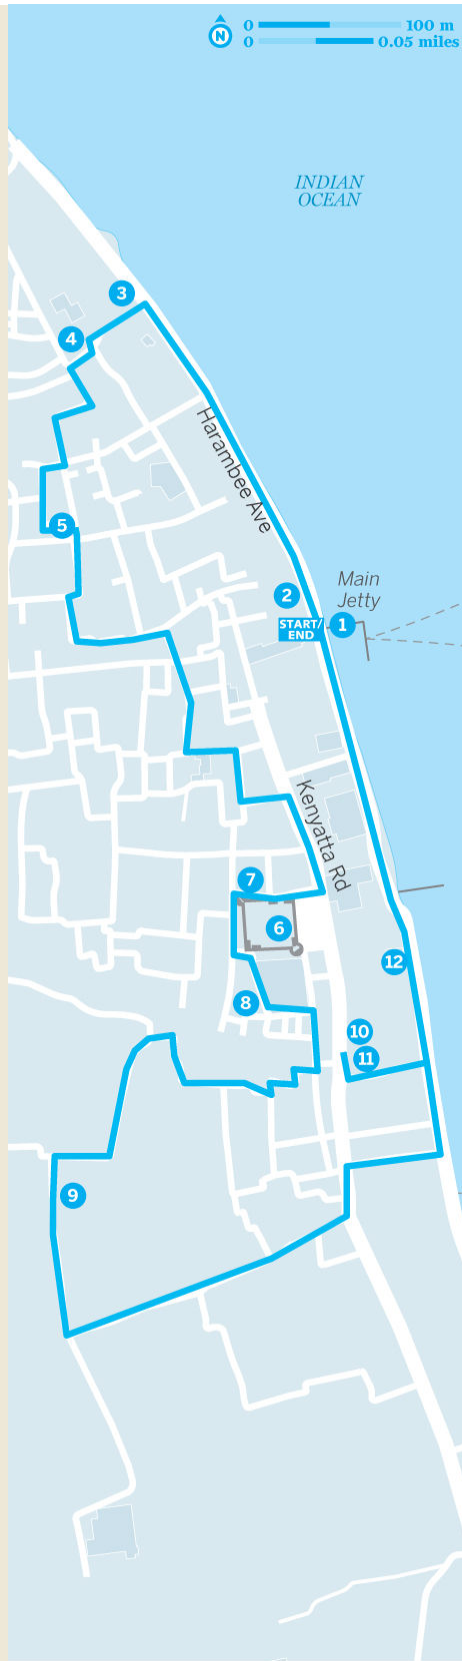 0 100 m
N
0 0.05 miles
INDIAN
OCEAN
3
4
Harambee Ave
5
Main
Jetty
2
START/
END
1
Kenyatta Rd
7
6
12
8
10
11
9